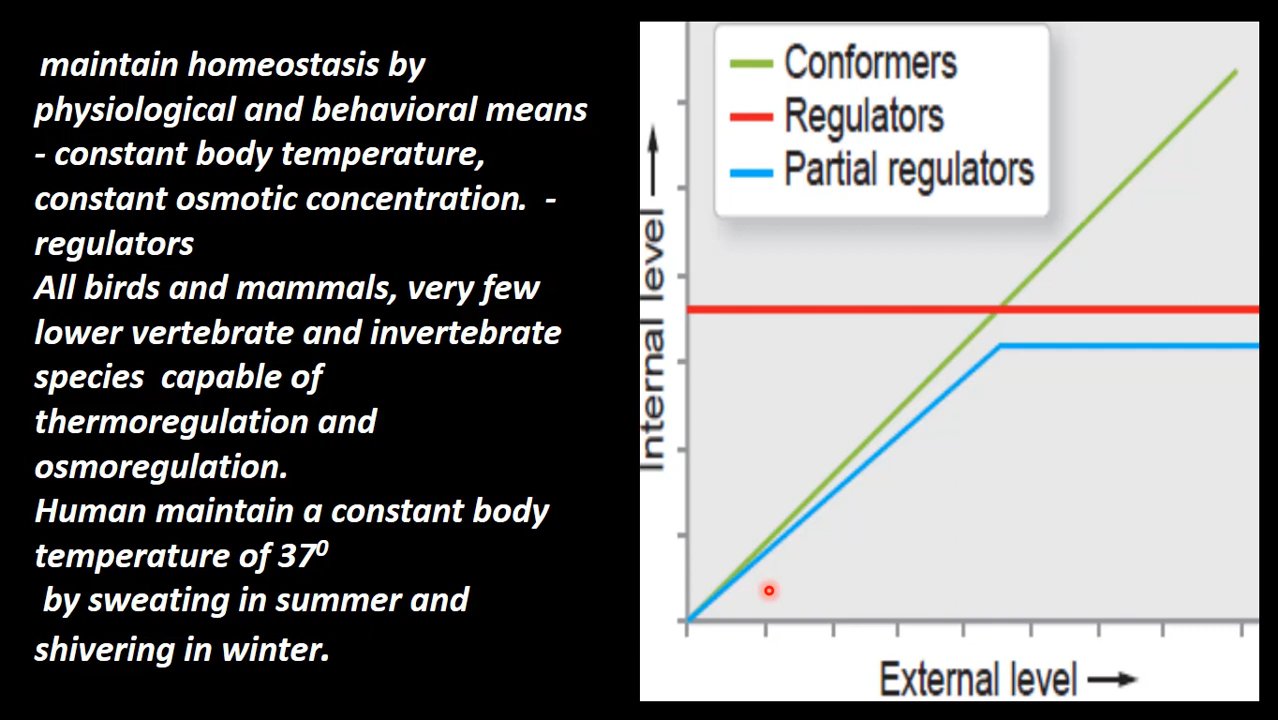 maintain homeostasis by
physiological and behavioral means
- constant body temperature,
constant osmotic concentration.  -
regulators
All birds and mammals, very few
lower vertebrate and invertebrate
species  capable of
thermoregulation and
osmoregulation.
Human maintain a constant body
temperature of 37⁰
by sweating in summer and
shivering in winter.
Conformers
Regulators
Partial regulators
Internal level →
External level →